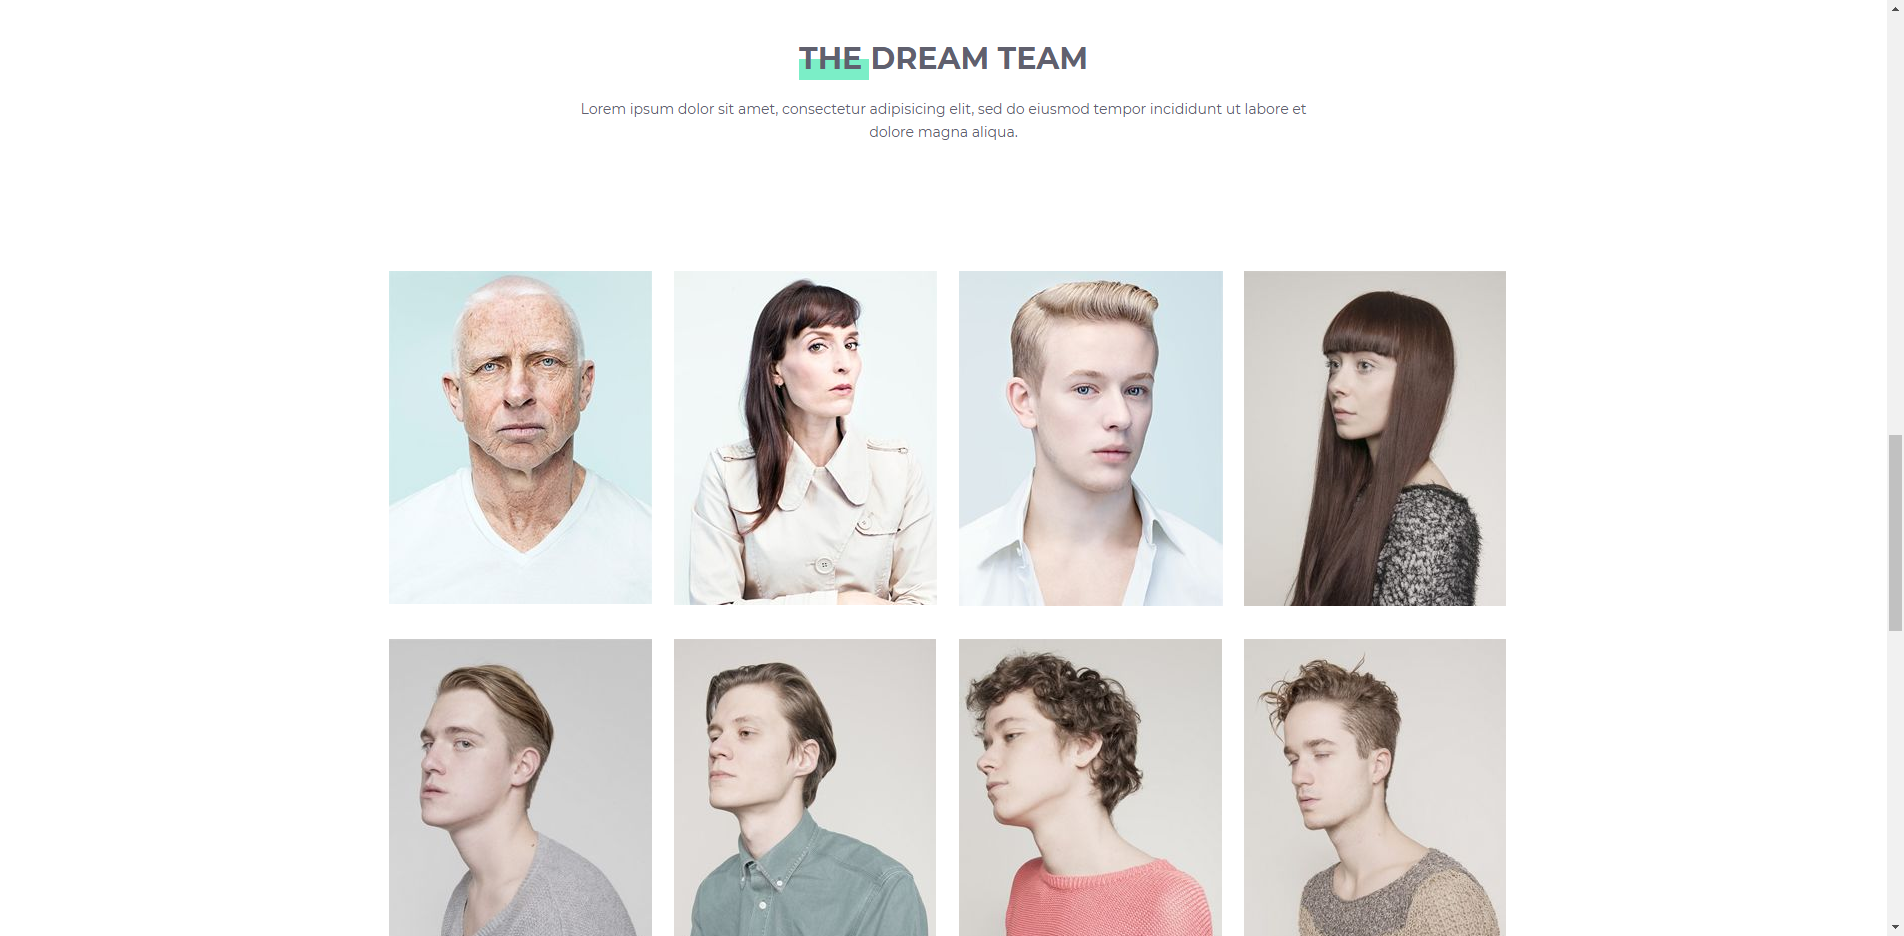 THE DREAM TEAM
Lorem ipsum dolor sit amet, consectetur adipisicing elit, sed do eiusmod tempor incididunt ut labore et
dolore magna aliqua.